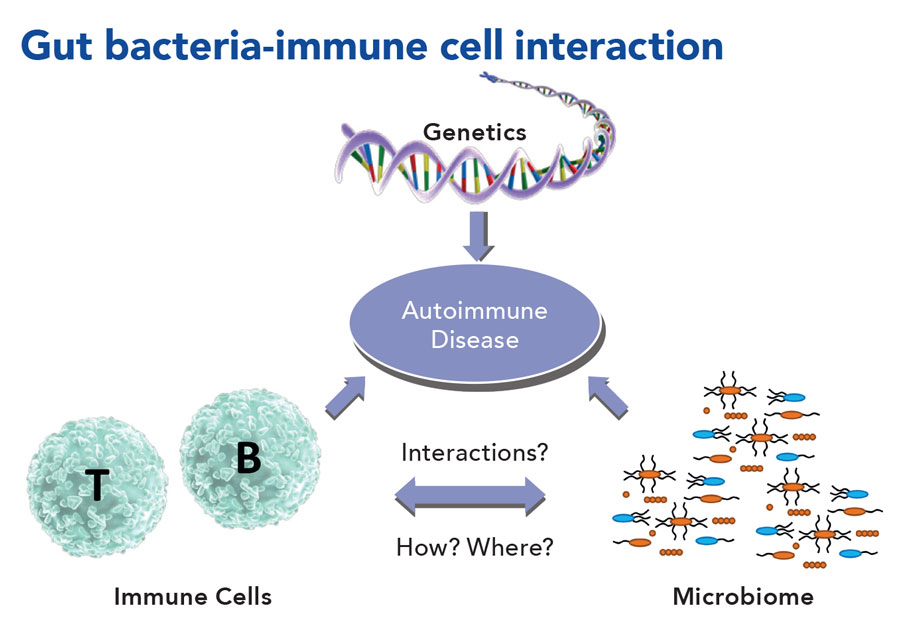 Gut bacteria-immune cell interaction
Genetics
Autoimmune
Disease
T
B
Interactions?
How? Where?
Immune Cells
Microbiome